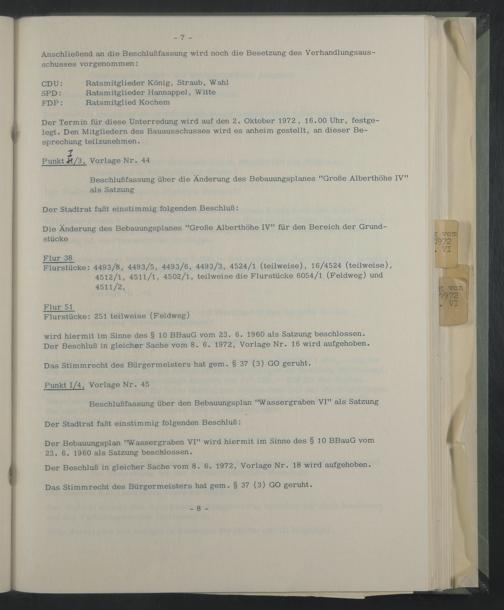 - 7 -
Anschließend an die Beschlußfassung wird noch die Besetzung des Verhandlungsaus-
schusses vorgenommen:
CDU: Ratsmitglieder König, Straub, Wahl
SPD: Ratsmitglieder Hannappel, Witte
FDP: Ratsmitglied Kochem
Der Termin für diese Unterredung wird auf den 2. Oktober 1972, 16.00 Uhr, festge-
legt. Den Mitgliedern des Bauausschusses wird es anheim gestellt, an dieser Be-
sprechung teilzunehmen.
Punkt I/3, Vorlage Nr. 44
Beschlußfassung über die Änderung des Bebauungsplanes "Große Alberthöhe IV"
als Satzung
Der Stadtrat faßt einstimmig folgenden Beschluß:
Die Änderung des Bebauungsplanes "Große Alberthöhe IV" für den Bereich der Grund-
stücke
Flur 38
Flurstücke: 4493/8, 4493/5, 4493/6, 4493/3, 4524/1 (teilweise), 16/4524 (teilweise),
4512/1, 4511/1, 4502/1, teilweise die Flurstücke 6054/1 (Feldweg) und
4511/2,
Flur 51
Flurstücke: 251 teilweise (Feldweg)
wird hiermit im Sinne des § 10 BBauG vom 23. 6. 1960 als Satzung beschlossen.
Der Beschluß in gleicher Sache vom 8. 6. 1972, Vorlage Nr. 16 wird aufgehoben.
Das Stimmrecht des Bürgermeisters hat gem. § 37 (3) GO geruht.
Punkt I/4, Vorlage Nr. 45
Beschlußfassung über den Bebauungsplan "Wassergraben VI" als Satzung
Der Stadtrat faßt einstimmig folgenden Beschluß:
Der Bebauungsplan "Wassergraben VI" wird hiermit im Sinne des § 10 BBauG vom
23. 6. 1960 als Satzung beschlossen.
Der Beschluß in gleicher Sache vom 8. 6. 1972, Vorlage Nr. 18 wird aufgehoben.
Das Stimmrecht des Bürgermeisters hat gem. § 37 (3) GO geruht.
- 8 -
vom
1972
VI
von
1972
VI